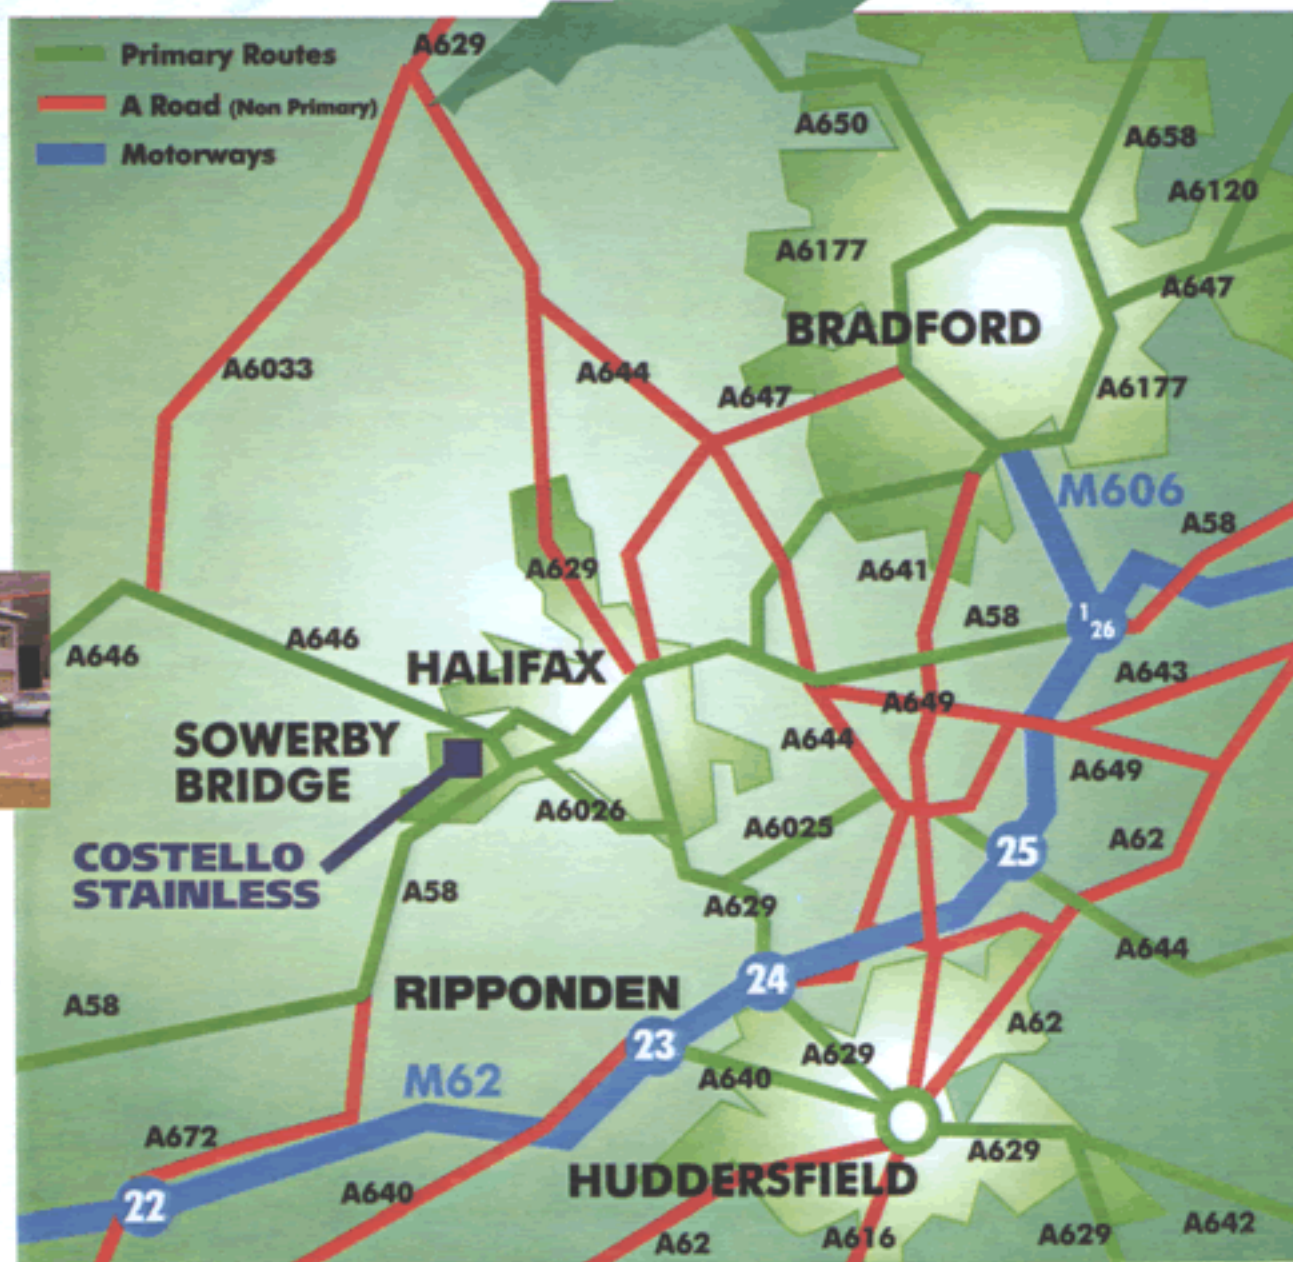 A629
Primary Routes
A Road (Non Primary)
Motorways
A650
A658
A6120
A6177
A647
BRADFORD
A6033
A644
A647
A6177
M606
A58
A629
A641
A58
1
26
A646
A646
HALIFAX
A643
A649
SOWERBY
BRIDGE
A644
A649
A6026
A6025
A62
25
COSTELLO
STAINLESS
A58
A629
A644
24
RIPPONDEN
A58
A62
23
A629
M62
A640
A672
A629
HUDDERSFIELD
A640
22
A62
A616
A629
A642